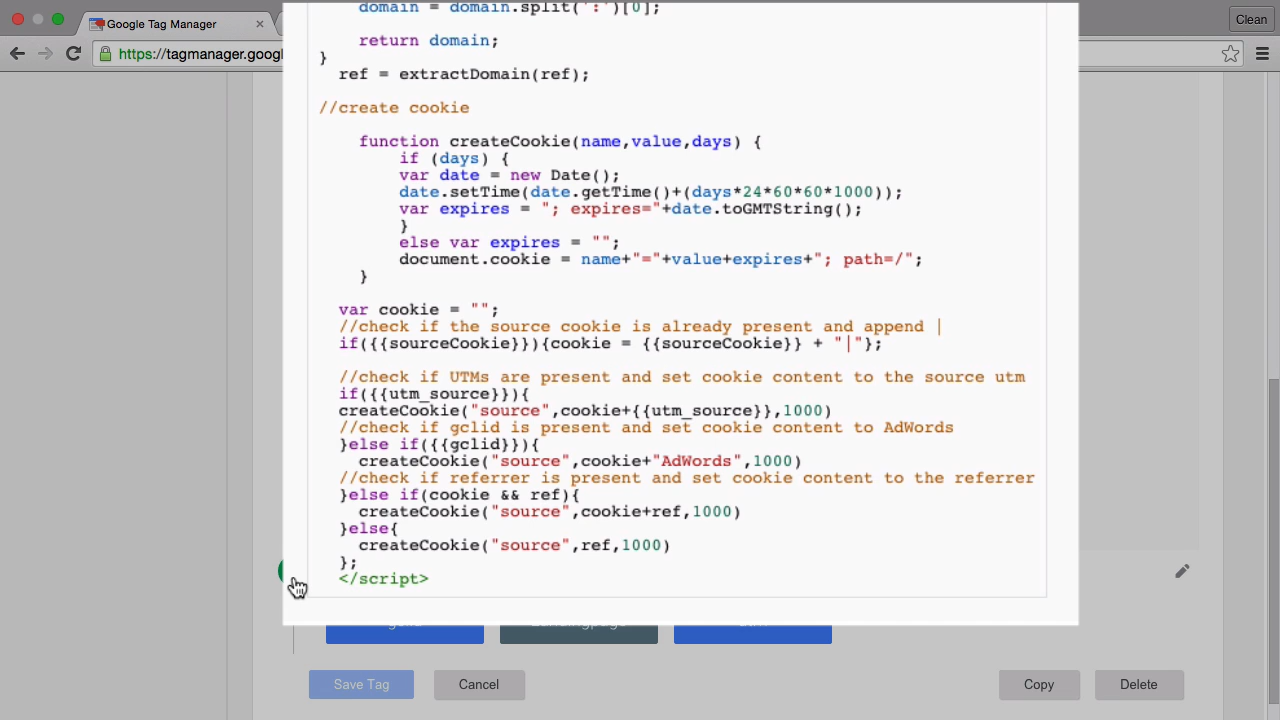 Google Tag Manager
Clean
https://tagmanager.googl
domain = domain.split(':')[0];
return domain;
}
ref = extractDomain(ref);
//create cookie
function createCookie(name,value,days) {
if (days) {
var date = new Date();
date.setTime(date.getTime()+(days*24*60*60*1000));
var expires = "; expires="+date.toGMTString();
}
else var expires = "";
document.cookie = name+"="+value+expires+"; path=/";
}
var cookie = "";
//check if the source cookie is already present and append |
if({{sourceCookie}}){cookie = {{sourceCookie}} + "|"};
//check if UTMs are present and set cookie content to the source utm
if({{utm_source}}){
createCookie("source",cookie+{{utm_source}},1000)
//check if gclid is present and set cookie content to AdWords
}else if({{gclid}}){
createCookie("source",cookie+"AdWords",1000)
//check if referrer is present and set cookie content to the referrer
}else if(cookie && ref){
createCookie("source",cookie+ref,1000)
}else{
createCookie("source",ref,1000)
};
</script>
Save Tag
Cancel
Copy
Delete